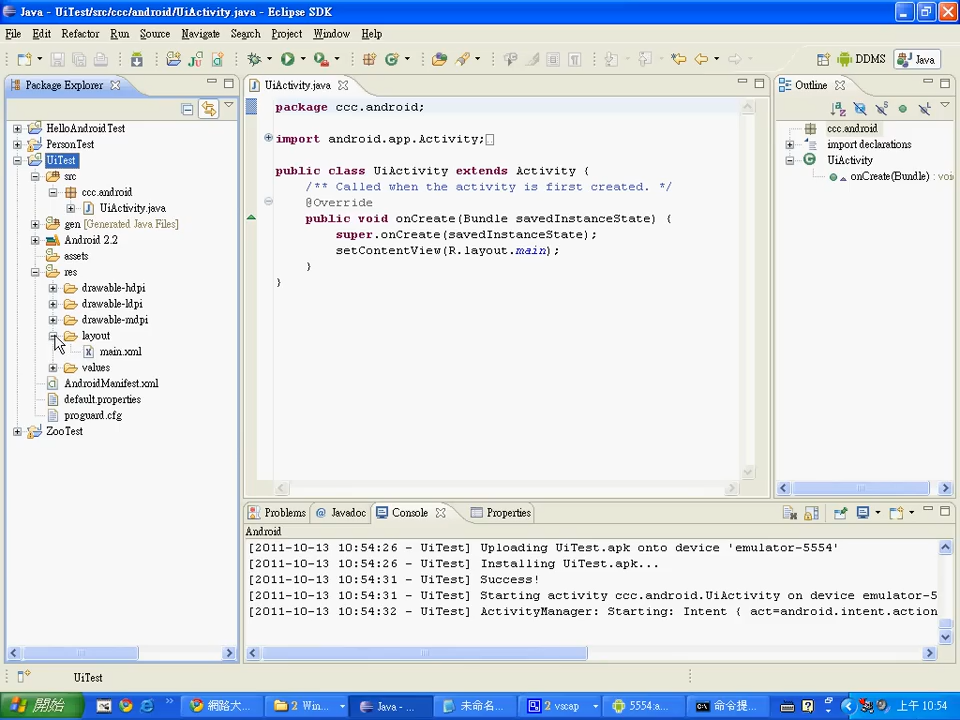 Java - UiTest/src/ccc/android/UiActivity.java - Eclipse SDK
File Edit Refactor Run Source Navigate Search Project Window Help
DDMS Java
Package Explorer
HelloAndroidTest
PersonTest
UiTest
src
ccc.android
UiActivity.java
gen [Generated Java Files]
Android 2.2
assets
res
drawable-hdpi
drawable-ldpi
drawable-mdpi
layout
main.xml
values
AndroidManifest.xml
default.properties
proguard.cfg
ZooTest
UiActivity.java
package ccc.android;
import android.app.Activity;
public class UiActivity extends Activity {
/** Called when the activity is first created. */
@Override
public void onCreate(Bundle savedInstanceState) {
super.onCreate(savedInstanceState);
setContentView(R.layout.main);
}
}
Outline
ccc.android
import declarations
UiActivity
onCreate(Bundle) : voi
Problems Javadoc Console Properties
Android
[2011-10-13 10:54:26 - UiTest] Uploading UiTest.apk onto device 'emulator-5554'
[2011-10-13 10:54:26 - UiTest] Installing UiTest.apk...
[2011-10-13 10:54:31 - UiTest] Success!
[2011-10-13 10:54:31 - UiTest] Starting activity ccc.android.UiActivity on device emulator-5
[2011-10-13 10:54:32 - UiTest] ActivityManager: Starting: Intent { act=android.intent.action
UiTest
開始 網路大... 2 Win... Java - ... 未命名... 2 vscap 5554:a... 命令提... 上午 10:54